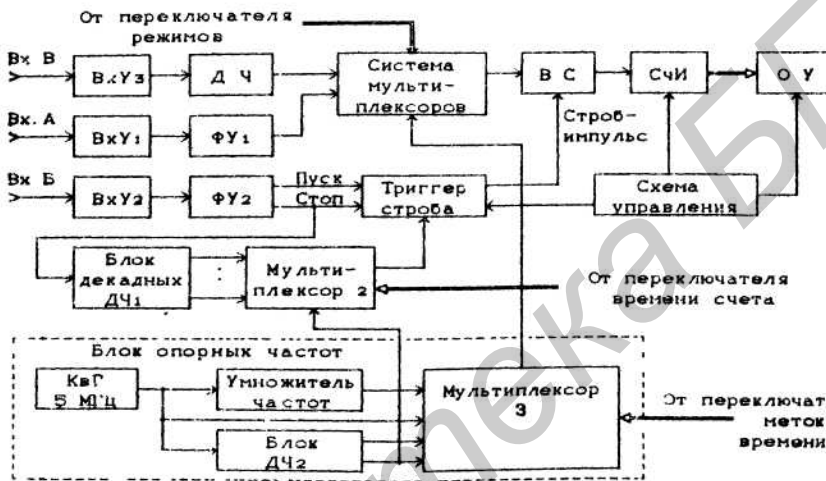 От переключателя
режимов
Вх В
ВхУ3
Д Ч
Система
мульти-
плексоров
В С
СчИ
О У
Вх. А
ВхУ1
ФУ1
Строб-
импульс
Вх Б
ВхУ2
ФУ2
Пуск
Стоп
Триггер
строба
Схема
управления
Блок
декадных
ДЧ1
Мульти-
плексор 2
От переключателя
времени счета
Блок опорных частот
КвГ
5 МГц
Умножитель
частот
Блок
ДЧ2
Мультиплексор
3
От переключат
меток
времени
тека БГ